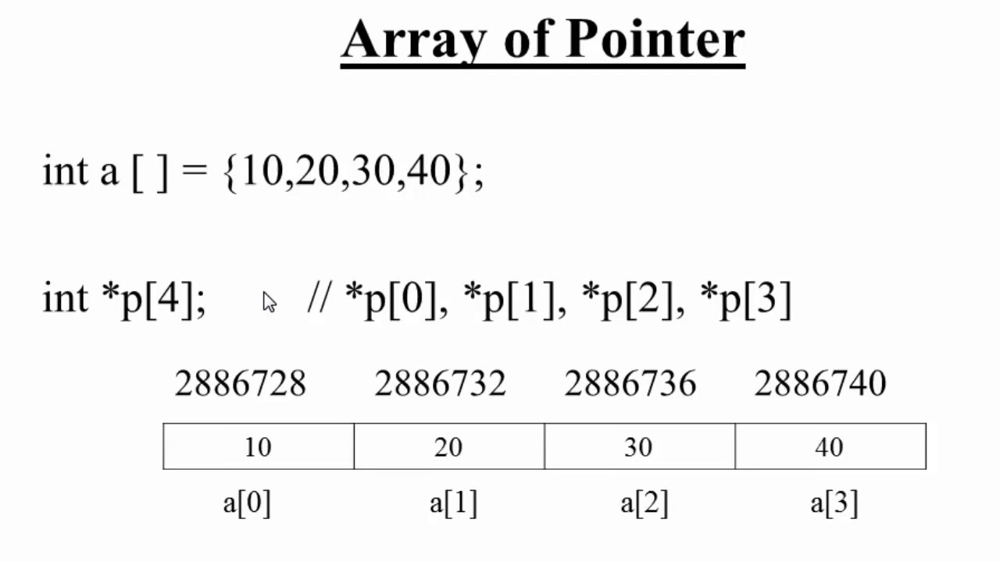 Array of Pointer
int a [ ] = {10,20,30,40};
int *p[4]; // *p[0], *p[1], *p[2], *p[3]
2886728 2886732 2886736 2886740
10 20 30 40
a[0] a[1] a[2] a[3]